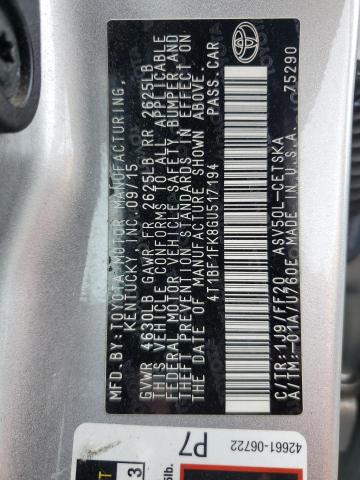 MFD. BY: TOYOTA MOTOR MANUFACTURING,
KENTUCKY INC. 09/15
GVWR 4630LB GAWR FR 2625LB RR 2625LB
THIS VEHICLE CONFORMS TO ALL APPLICABLE
FEDERAL MOTOR VEHICLE SAFETY, BUMPER, AND
THEFT PREVENTION STANDARDS IN EFFECT ON
THE DATE OF MANUFACTURE SHOWN ABOVE.
4T1BF1FK8GU517194 PASS. CAR
C/TR: 1J9/FF20 ASV50L-CETSKA
A/TM: -01A/U760E MADE IN U.S.A. 75290
TOYOTA
42661-06722
P7